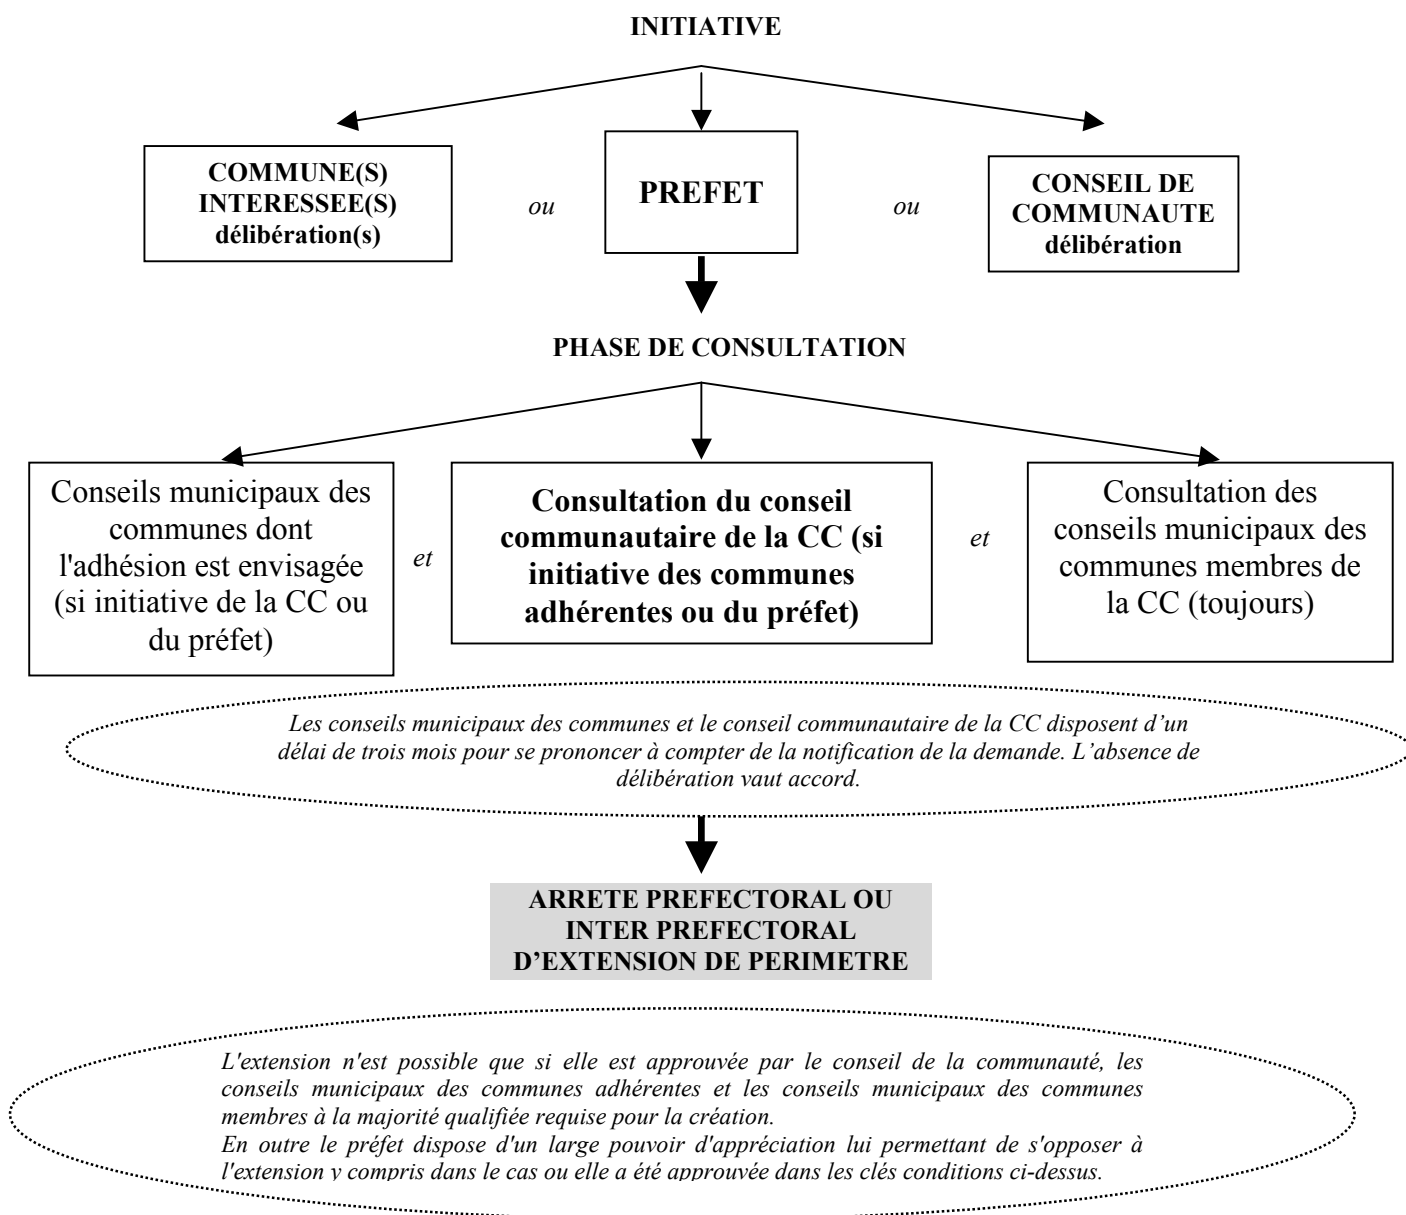 INITIATIVE
COMMUNE(S)
INTERESSEE(S)
délibération(s)
ou
PREFET
ou
CONSEIL DE
COMMUNAUTE
délibération
PHASE DE CONSULTATION
Conseils municipaux des
communes dont
l'adhésion est envisagée
(si initiative de la CC ou
du préfet)
et
Consultation du conseil
communautaire de la CC (si
initiative des communes
adhérentes ou du préfet)
et
Consultation des
conseils municipaux des
communes membres de
la CC (toujours)
Les conseils municipaux des communes et le conseil communautaire de la CC disposent d’un
délai de trois mois pour se prononcer à compter de la notification de la demande. L’absence de
délibération vaut accord.
ARRETE PREFECTORAL OU
INTER PREFECTORAL
D’EXTENSION DE PERIMETRE
L'extension n'est possible que si elle est approuvée par le conseil de la communauté, les
conseils municipaux des communes adhérentes et les conseils municipaux des communes
membres à la majorité qualifiée requise pour la création.
En outre le préfet dispose d'un large pouvoir d'appréciation lui permettant de s'opposer à
l'extension y compris dans le cas ou elle a été approuvée dans les clés conditions ci-dessus.